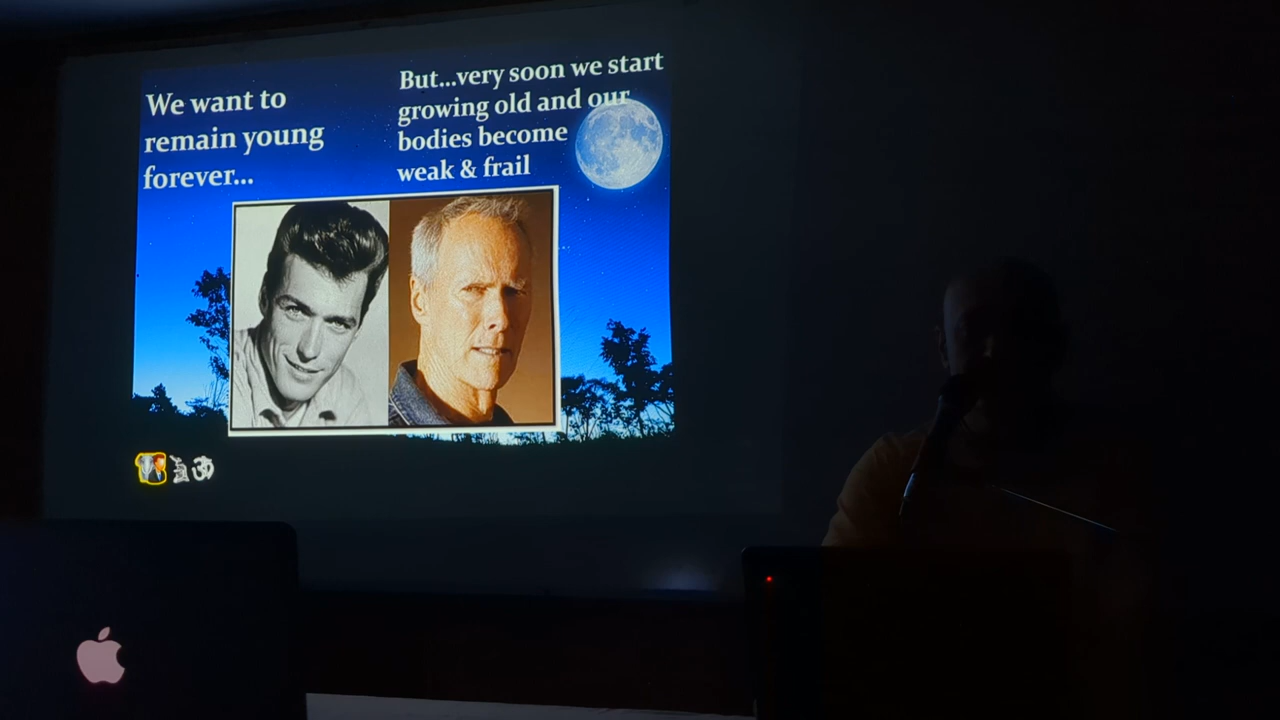 We want to
remain young
forever...
But...very soon we start
growing old and our
bodies become
weak & frail